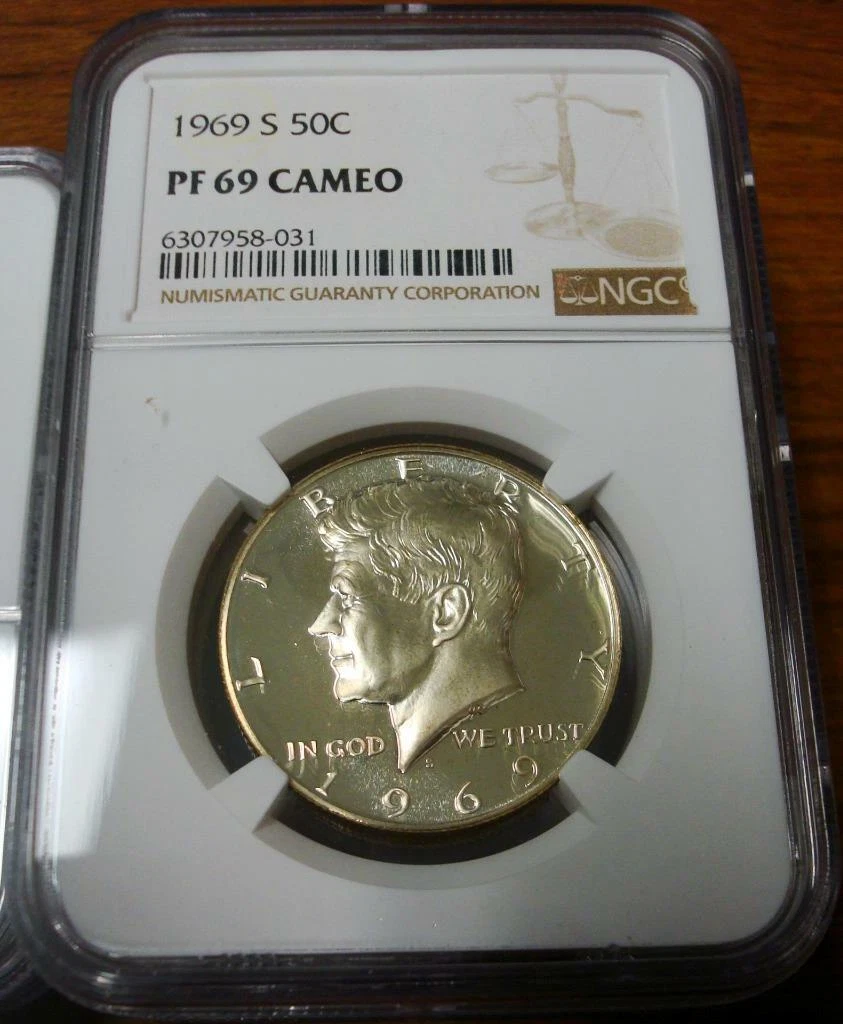 1969 S 50C
PF 69 CAMEO
6307958-031
NUMISMATIC GUARANTY CORPORATION
NGC
LIBERTY
IN GOD WE TRUST
S
1969